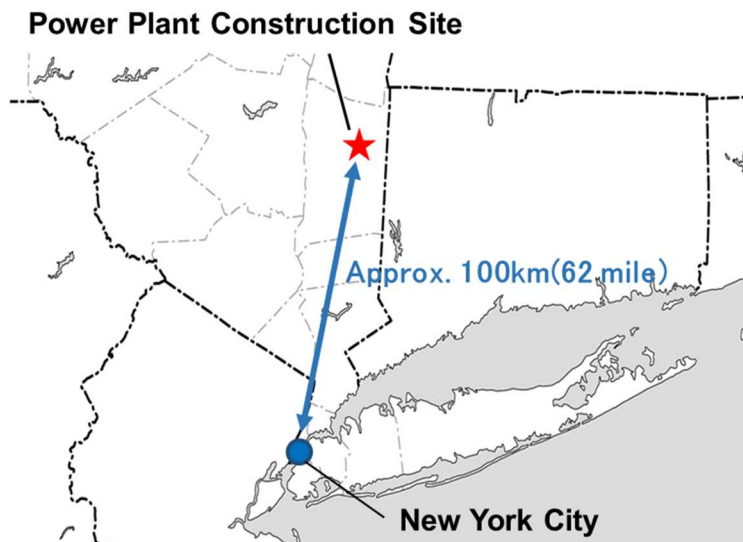 Power Plant Construction Site
Approx. 100km(62 mile)
New York City